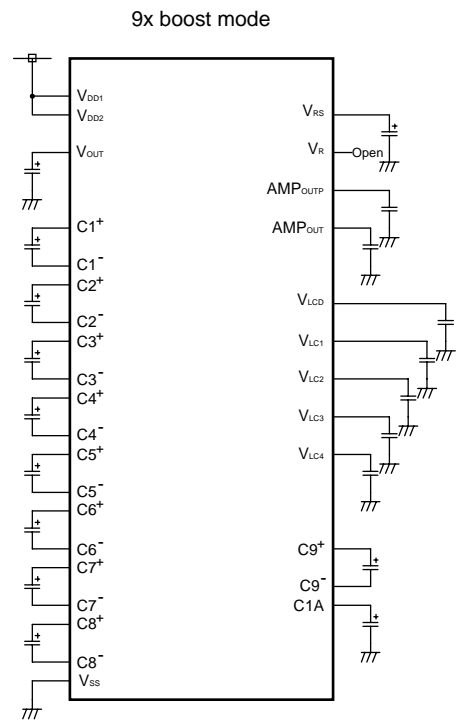 9x boost mode
VDD1
VDD2
VOUT
C1+
C1-
C2+
C2-
C3+
C3-
C4+
C4-
C5+
C5-
C6+
C6-
C7+
C7-
C8+
C8-
VSS
VRS
VR
Open
AMPOUTP
AMPOUT
VLCD
VLC1
VLC2
VLC3
VLC4
C9+
C9-
C1A
+
+
+
+
+
+
+
+
+
+
+
+